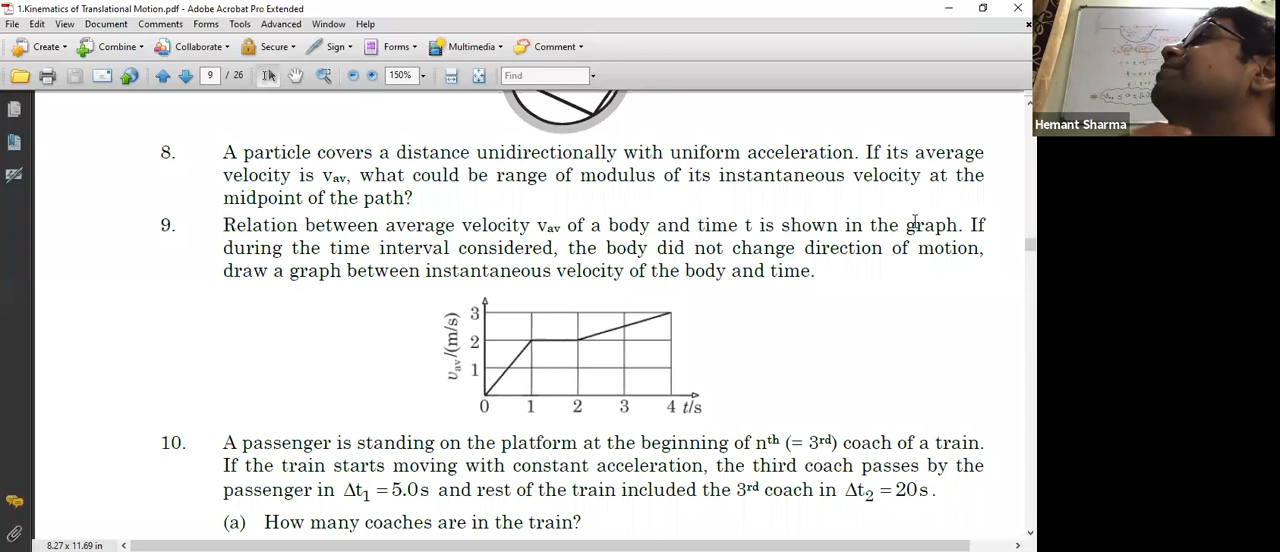 1.Kinematics of Translational Motion.pdf - Adobe Acrobat Pro Extended
File Edit View Document Comments Forms Tools Advanced Window Help
Create Combine Collaborate Secure Sign Forms Multimedia Comment
9 / 26 150% Find
Hemant Sharma
8. A particle covers a distance unidirectionally with uniform acceleration. If its average
velocity is vav, what could be range of modulus of its instantaneous velocity at the
midpoint of the path?
9. Relation between average velocity vav of a body and time t is shown in the graph. If
during the time interval considered, the body did not change direction of motion,
draw a graph between instantaneous velocity of the body and time.
vav/(m/s)
3
2
1
0 1 2 3 4 t/s
10. A passenger is standing on the platform at the beginning of nth (= 3rd) coach of a train.
If the train starts moving with constant acceleration, the third coach passes by the
passenger in Δt1 = 5.0s and rest of the train included the 3rd coach in Δt2 = 20s.
(a) How many coaches are in the train?
8.27 x 11.69 in